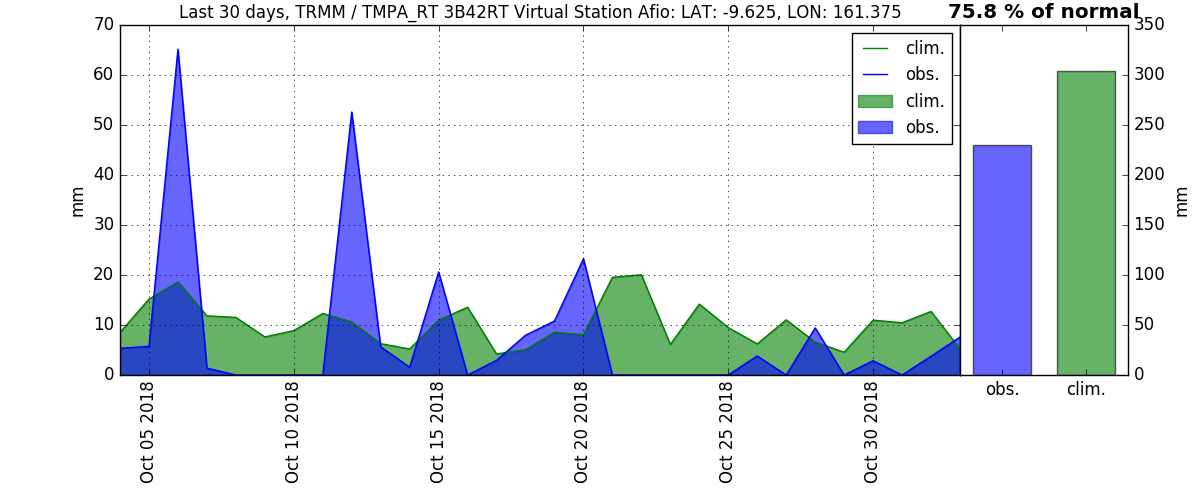 Last 30 days, TRMM / TMPA_RT 3B42RT Virtual Station Afio: LAT: -9.625, LON: 161.375
75.8 % of normal
70
60
50
40
30
20
10
0
mm
clim.
obs.
clim.
obs.
350
300
250
200
150
100
50
0
mm
obs.
clim.
Oct 05 2018
Oct 10 2018
Oct 15 2018
Oct 20 2018
Oct 25 2018
Oct 30 2018